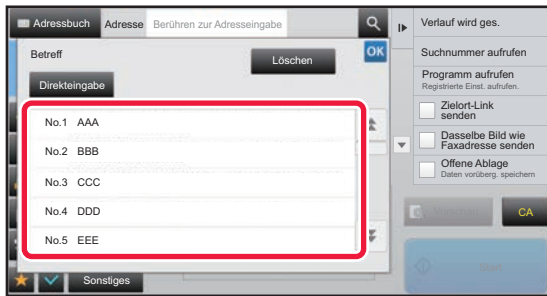 Adressbuch
Adresse
Berühren zur Adresseingabe
Verlauf wird ges.
Betreff
Löschen
OK
Suchnummer aufrufen
Direkteingabe
Programm aufrufen
Registrierte Einst. aufrufen.
No.1 AAA
Zielort-Link
senden
No.2 BBB
Dasselbe Bild wie
Faxadresse senden
No.3 CCC
Offene Ablage
Daten vorüberg. speichern
No.4 DDD
CA
No.5 EEE
Start
Sonstiges